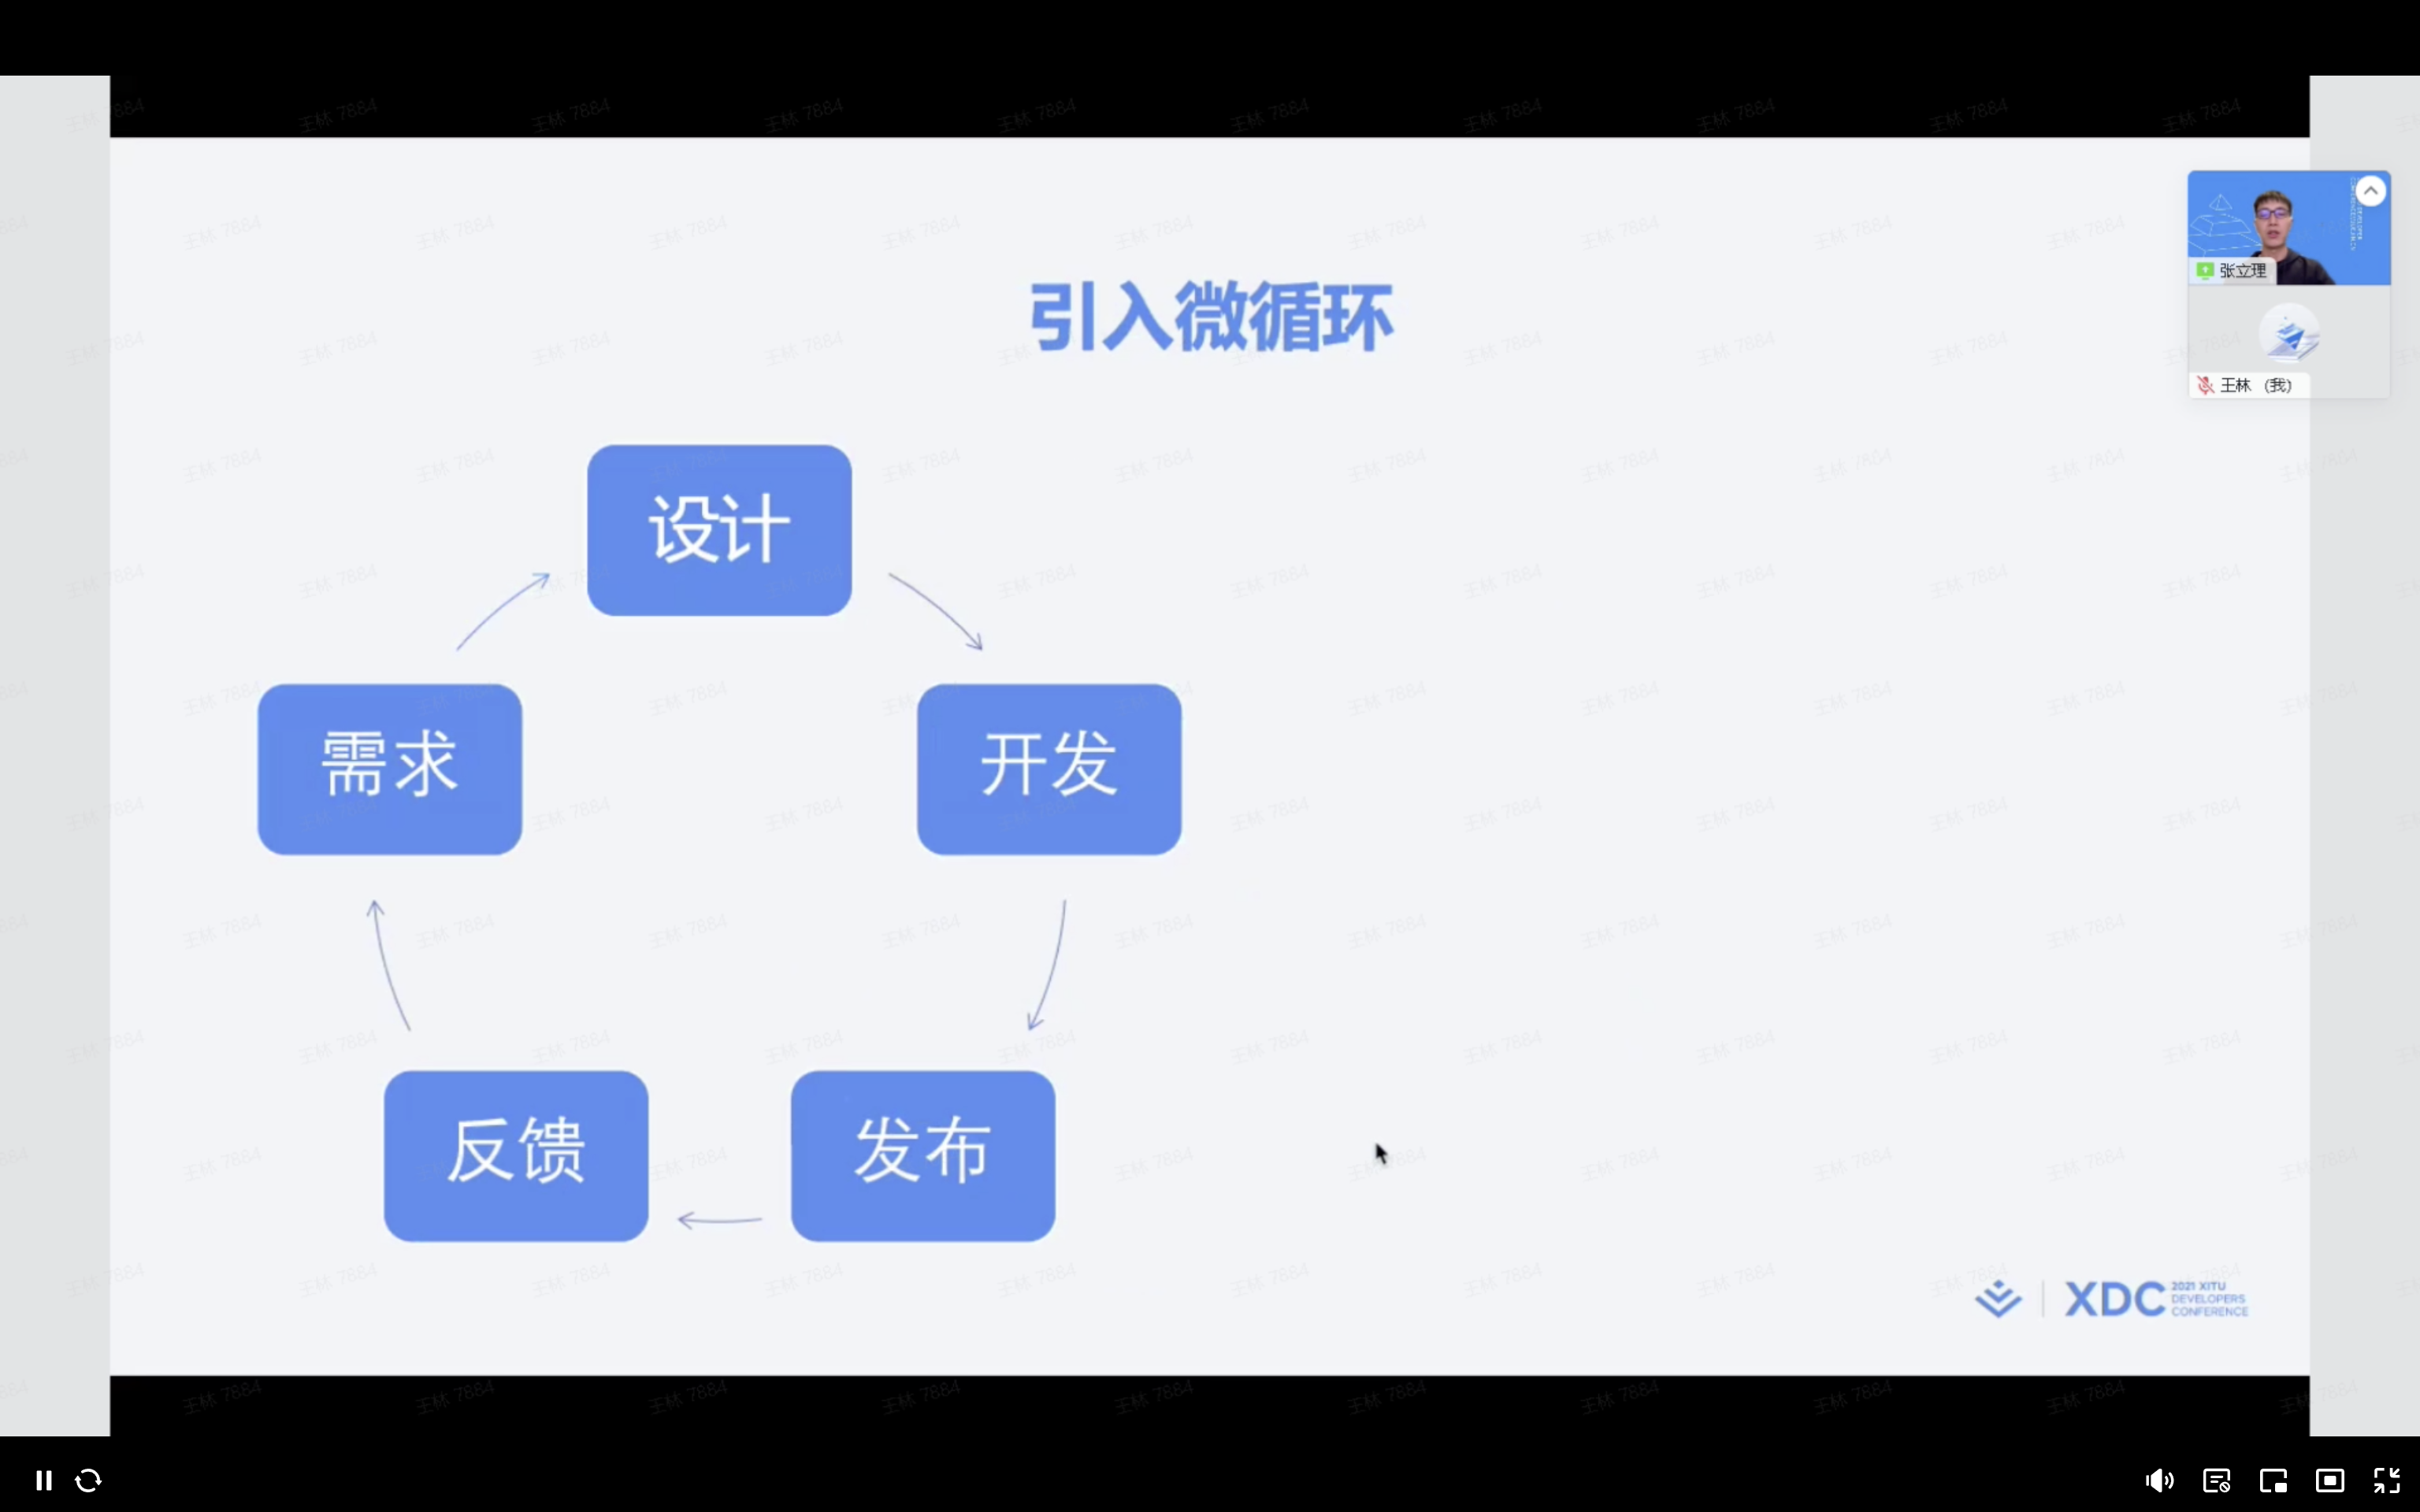 引入微循环
张立理
王林 （我）
设计
需求
开发
反馈
发布
XDC
2021 XITU
DEVELOPERS
CONFERENCE
王林 7884